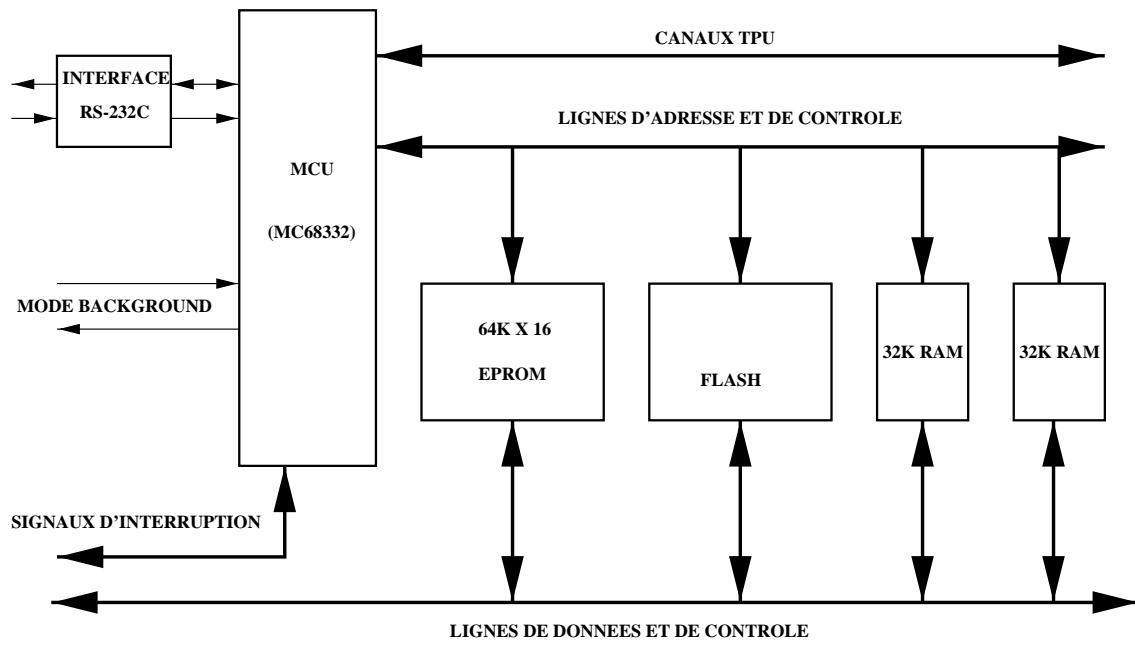 CANAUX TPU
INTERFACE
RS-232C
LIGNES D'ADRESSE ET DE CONTROLE
MCU
(MC68332)
MODE BACKGROUND
64K X 16
EPROM
FLASH
32K RAM
32K RAM
SIGNAUX D'INTERRUPTION
LIGNES DE DONNEES ET DE CONTROLE